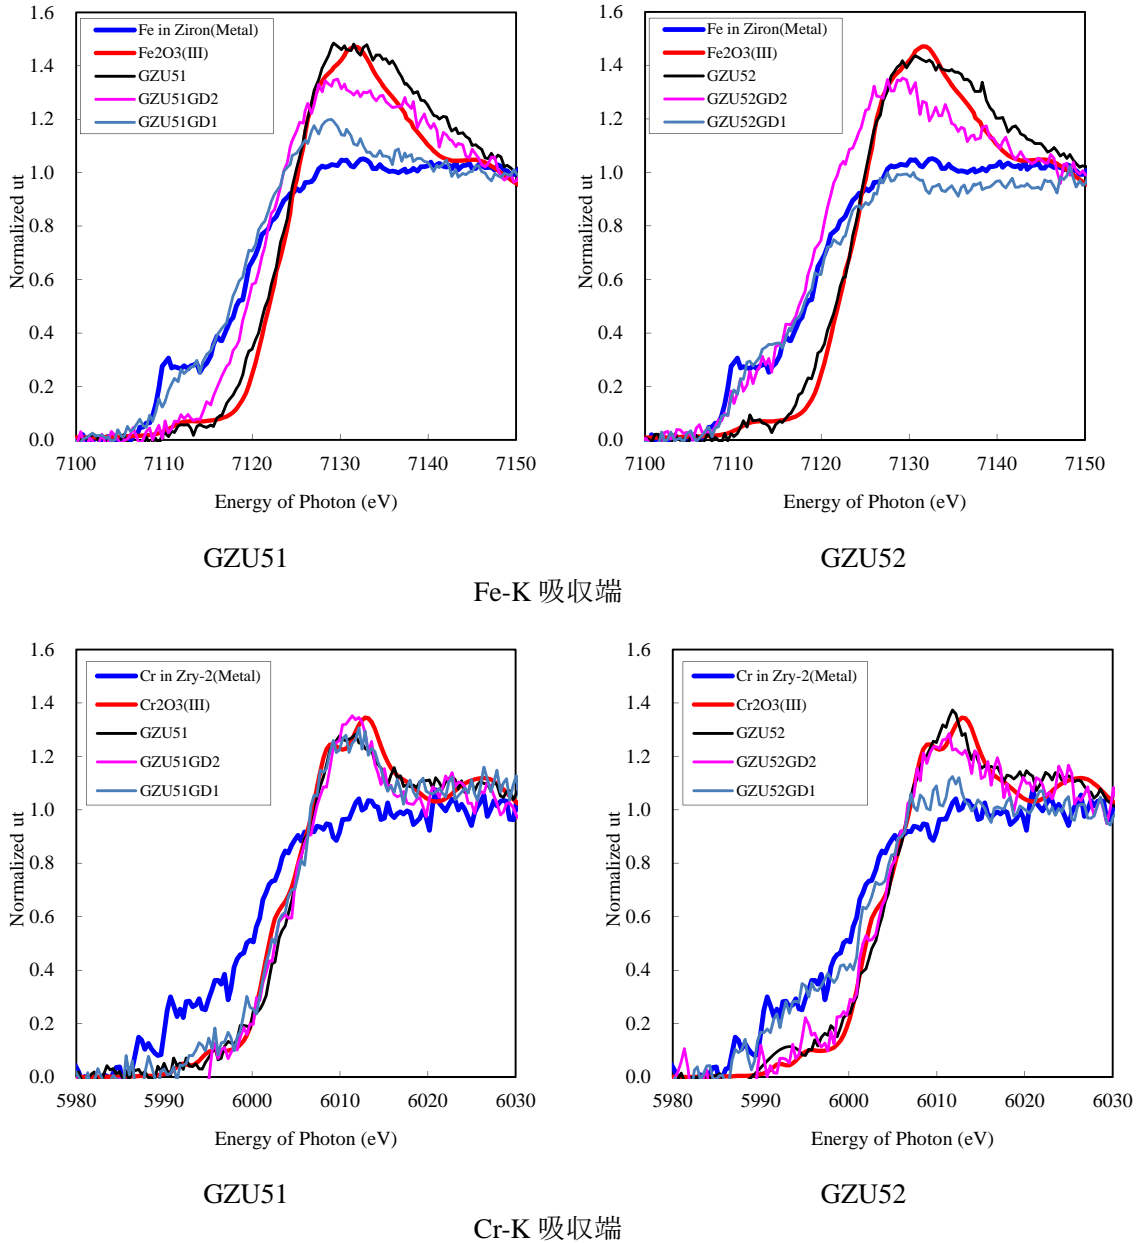 1.6
1.4
1.2
1.0
0.8
0.6
0.4
0.2
0.0
Normalized ut
Fe in Ziron(Metal)
Fe2O3(III)
GZU51
GZU51GD2
GZU51GD1
7100 7110 7120 7130 7140 7150
Energy of Photon (eV)
GZU51
1.6
1.4
1.2
1.0
0.8
0.6
0.4
0.2
0.0
Normalized ut
Fe in Ziron(Metal)
Fe2O3(III)
GZU52
GZU52GD2
GZU52GD1
7100 7110 7120 7130 7140 7150
Energy of Photon (eV)
GZU52
Fe-K 吸収端
1.6
1.4
1.2
1.0
0.8
0.6
0.4
0.2
0.0
Normalized ut
Cr in Zry-2(Metal)
Cr2O3(III)
GZU51
GZU51GD2
GZU51GD1
5980 5990 6000 6010 6020 6030
Energy of Photon (eV)
GZU51
1.6
1.4
1.2
1.0
0.8
0.6
0.4
0.2
0.0
Normalized ut
Cr in Zry-2(Metal)
Cr2O3(III)
GZU52
GZU52GD2
GZU52GD1
5980 5990 6000 6010 6020 6030
Energy of Photon (eV)
GZU52
Cr-K 吸収端